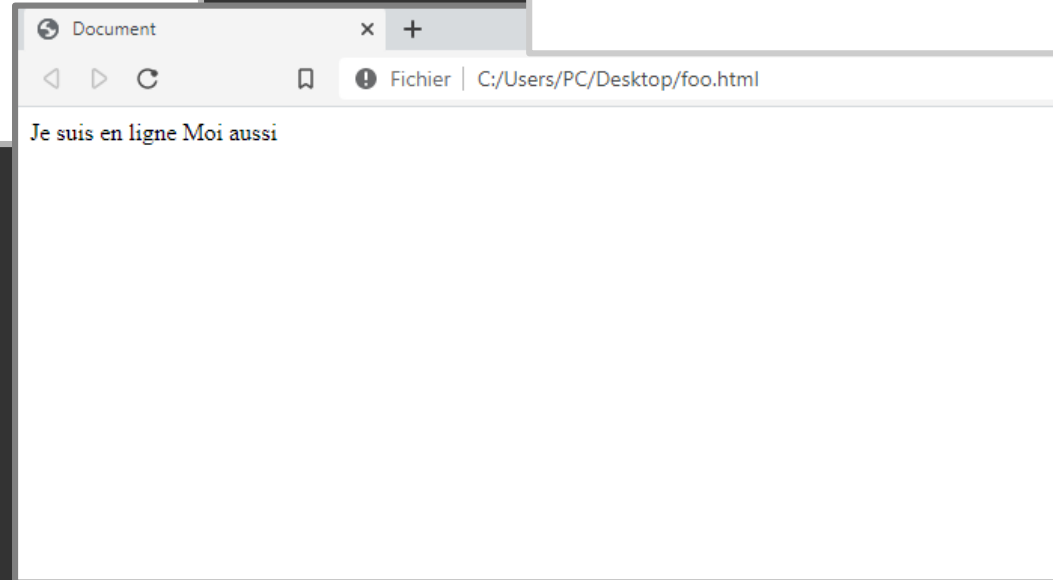 Document
Fichier C:/Users/PC/Desktop/foo.html
Je suis en ligne Moi aussi